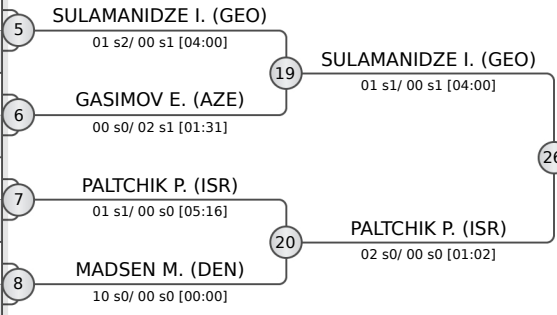 SULAMANIDZE I. (GEO)
5
01 s2/ 00 s1 [04:00]
SULAMANIDZE I. (GEO)
19
01 s1/ 00 s1 [04:00]
GASIMOV E. (AZE)
6
00 s0/ 02 s1 [01:31]
26
PALTCHIK P. (ISR)
7
01 s1/ 00 s0 [05:16]
PALTCHIK P. (ISR)
20
02 s0/ 00 s0 [01:02]
MADSEN M. (DEN)
8
10 s0/ 00 s0 [00:00]